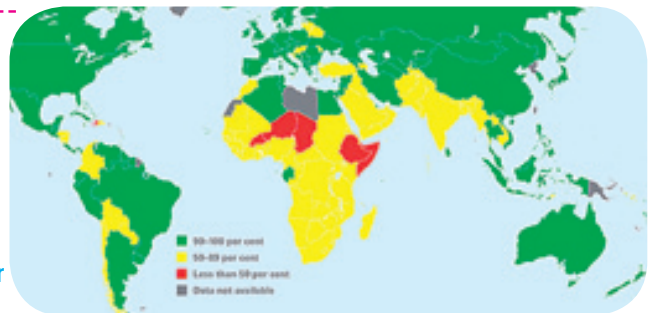 90-100 per cent
50-89 per cent
Less than 50 per cent
Data not available
r